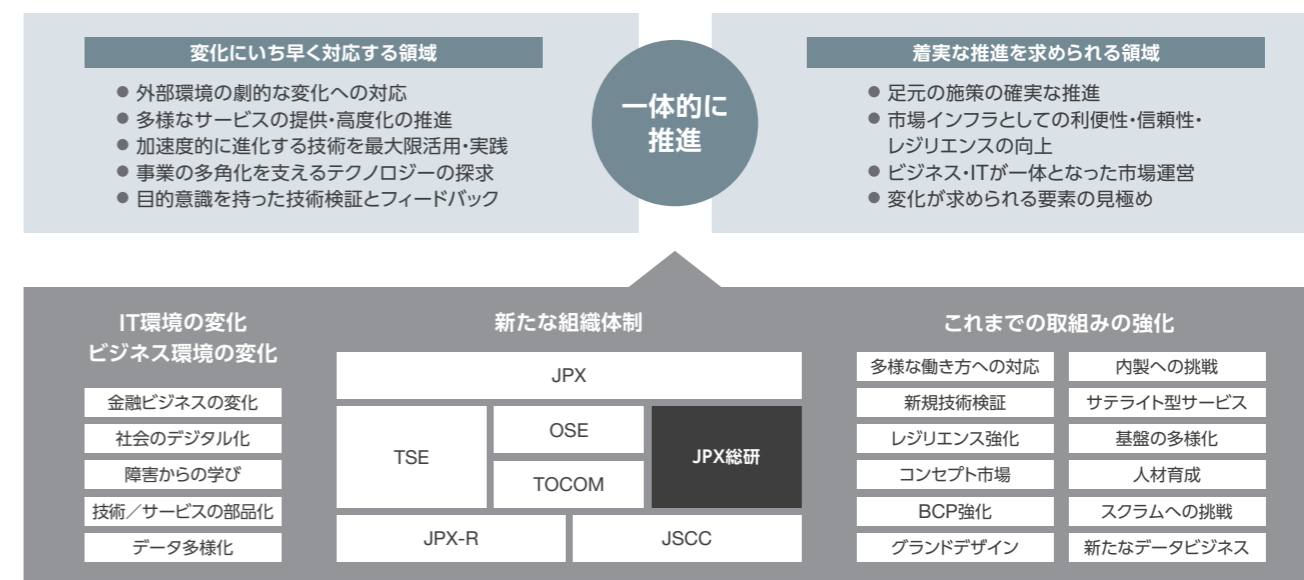 変化にいち早く対応する領域
● 外部環境の劇的な変化への対応
● 多様なサービスの提供・高度化の推進
● 加速度的に進化する技術を最大限活用・実践
● 事業の多角化を支えるテクノロジーの探求
● 目的意識を持った技術検証とフィードバック
一体的に
推進
着実な推進を求められる領域
● 足元の施策の確実な推進
● 市場インフラとしての利便性・信頼性・
レジリエンスの向上
● ビジネス・ITが一体となった市場運営
● 変化が求められる要素の見極め
IT環境の変化
ビジネス環境の変化
金融ビジネスの変化
社会のデジタル化
障害からの学び
技術／サービスの部品化
データ多様化
新たな組織体制
JPX
TSE
OSE
TOCOM
JPX総研
JPX-R
JSCC
これまでの取組みの強化
多様な働き方への対応
内製への挑戦
新規技術検証
サテライト型サービス
レジリエンス強化
基盤の多様化
コンセプト市場
人材育成
BCP強化
スクラムへの挑戦
グランドデザイン
新たなデータビジネス